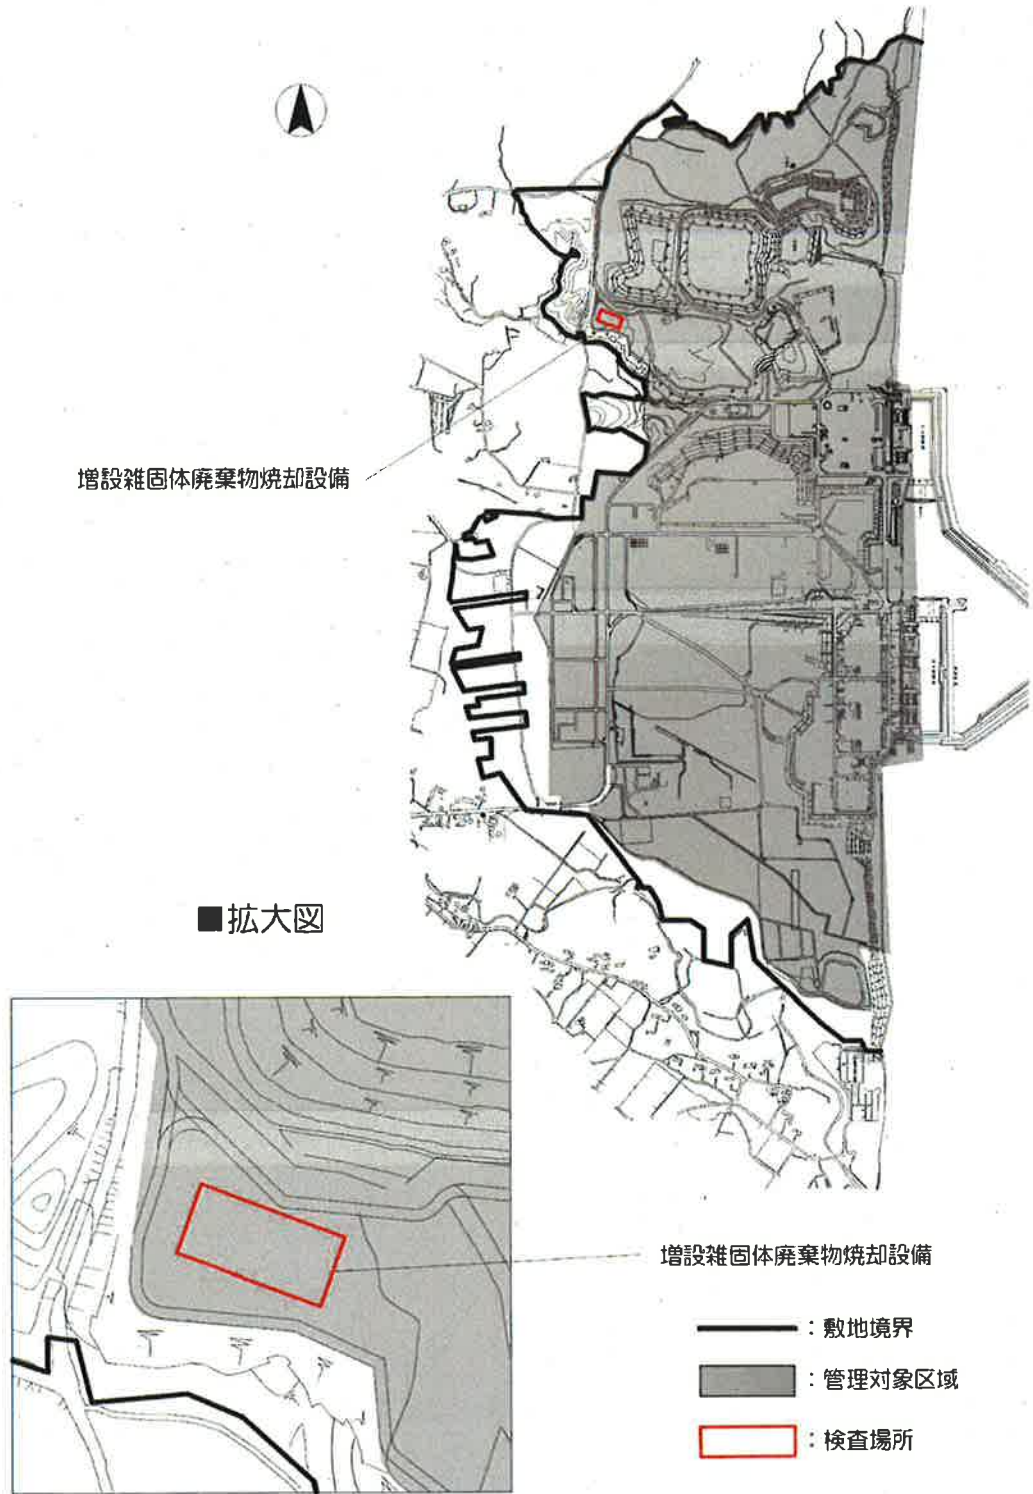 増設雑固体廃棄物焼却設備
■拡大図
増設雑固体廃棄物焼却設備
：敷地境界
：管理対象区域
：検査場所